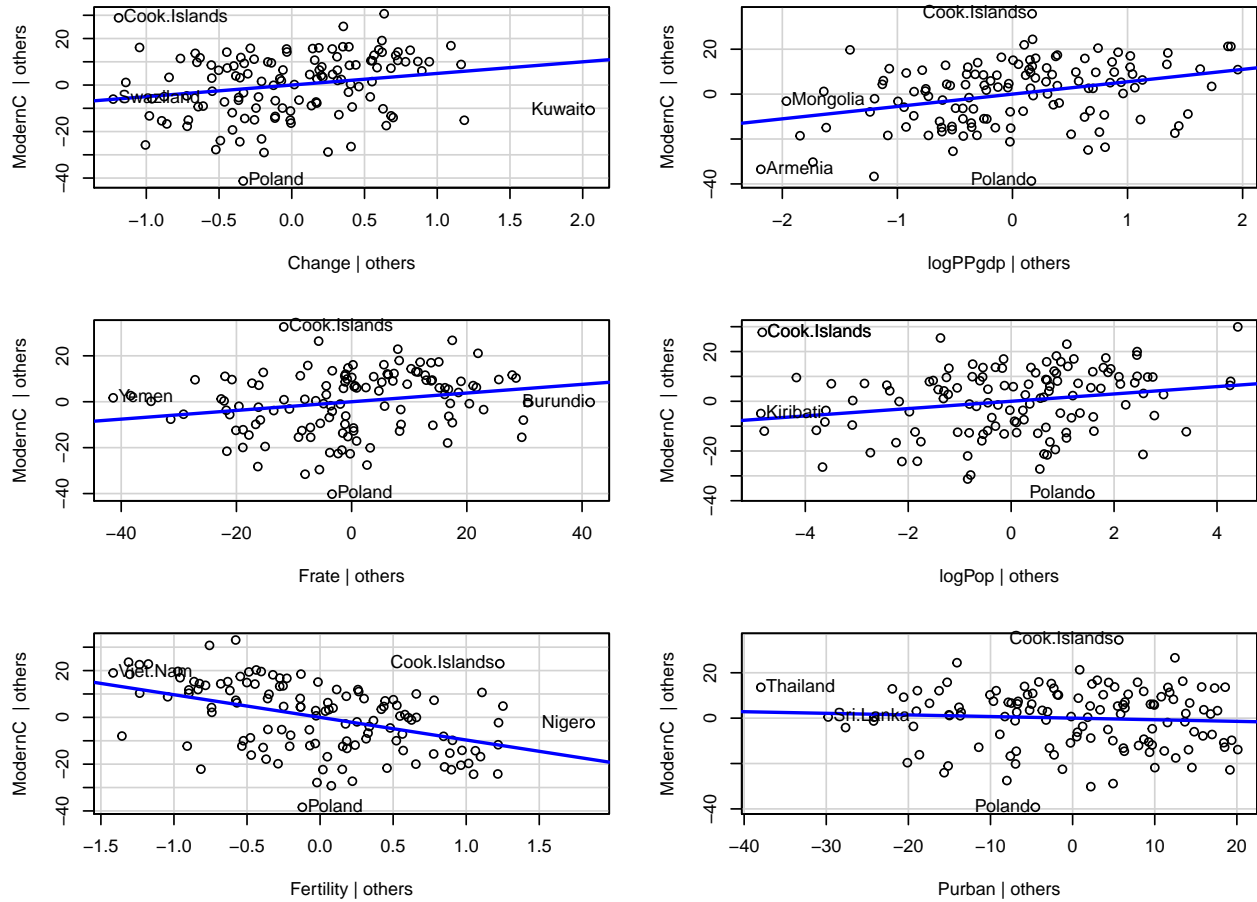 Cook.Islands
Swaziland
Kuwait
Poland
−40
−20
0
20
ModernC | others
−1.0
−0.5
0.0
0.5
1.0
1.5
2.0
Change | others
Cook.Islands
Mongolia
Armenia
Poland
−40
−20
0
20
ModernC | others
−2
−1
0
1
2
logPPgdp | others
Cook.Islands
Yemen
Burundi
Poland
−40
−20
0
20
ModernC | others
−40
−20
0
20
40
Frate | others
Cook.Islands
Kiribati
Poland
−40
−20
0
20
ModernC | others
−2
0
2
4
logPop | others
Viet.Nam
Cook.Islands
Niger
Poland
−40
−20
0
20
ModernC | others
−1.5
−1.0
−0.5
0.0
0.5
1.0
1.5
Fertility | others
Cook.Islands
Thailand
Sri.Lanka
Poland
−40
−20
0
20
ModernC | others
−40
−30
−20
−10
0
10
20
Purban | others